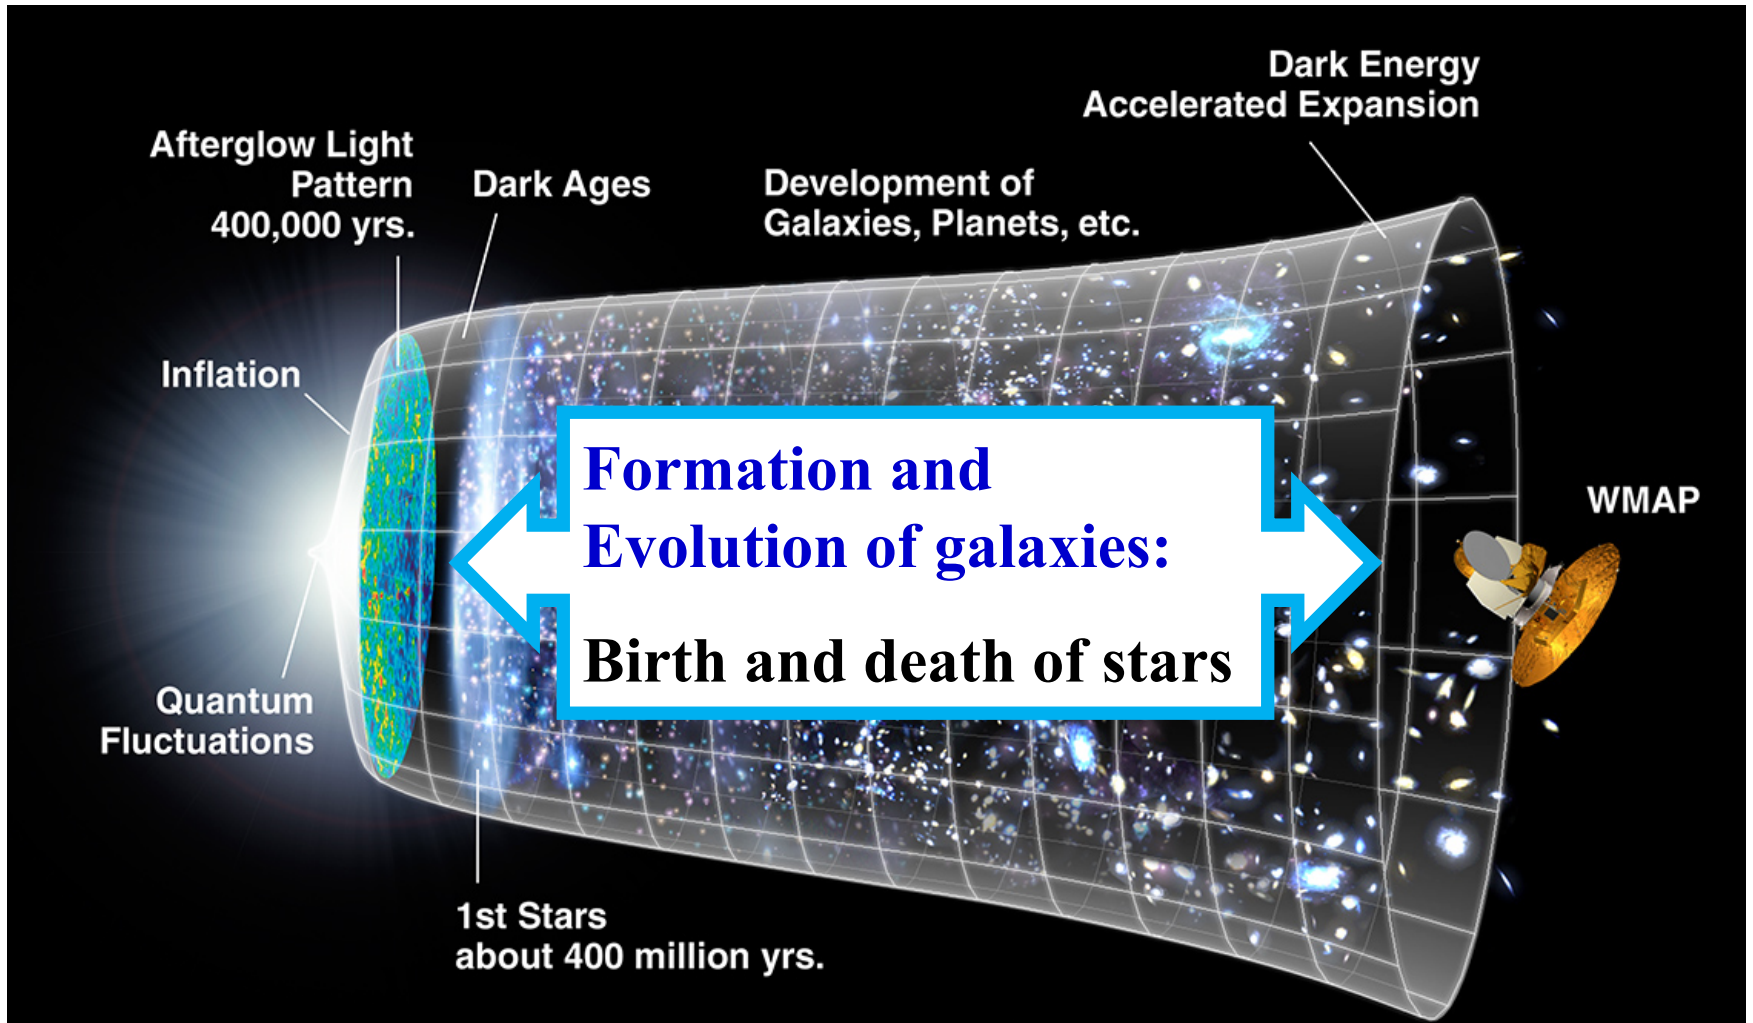 Dark Energy
Accelerated Expansion
Afterglow Light
Pattern
400,000 yrs.
Dark Ages
Development of
Galaxies, Planets, etc.
Inflation
Formation and
Evolution of galaxies:
Birth and death of stars
WMAP
Quantum
Fluctuations
1st Stars
about 400 million yrs.